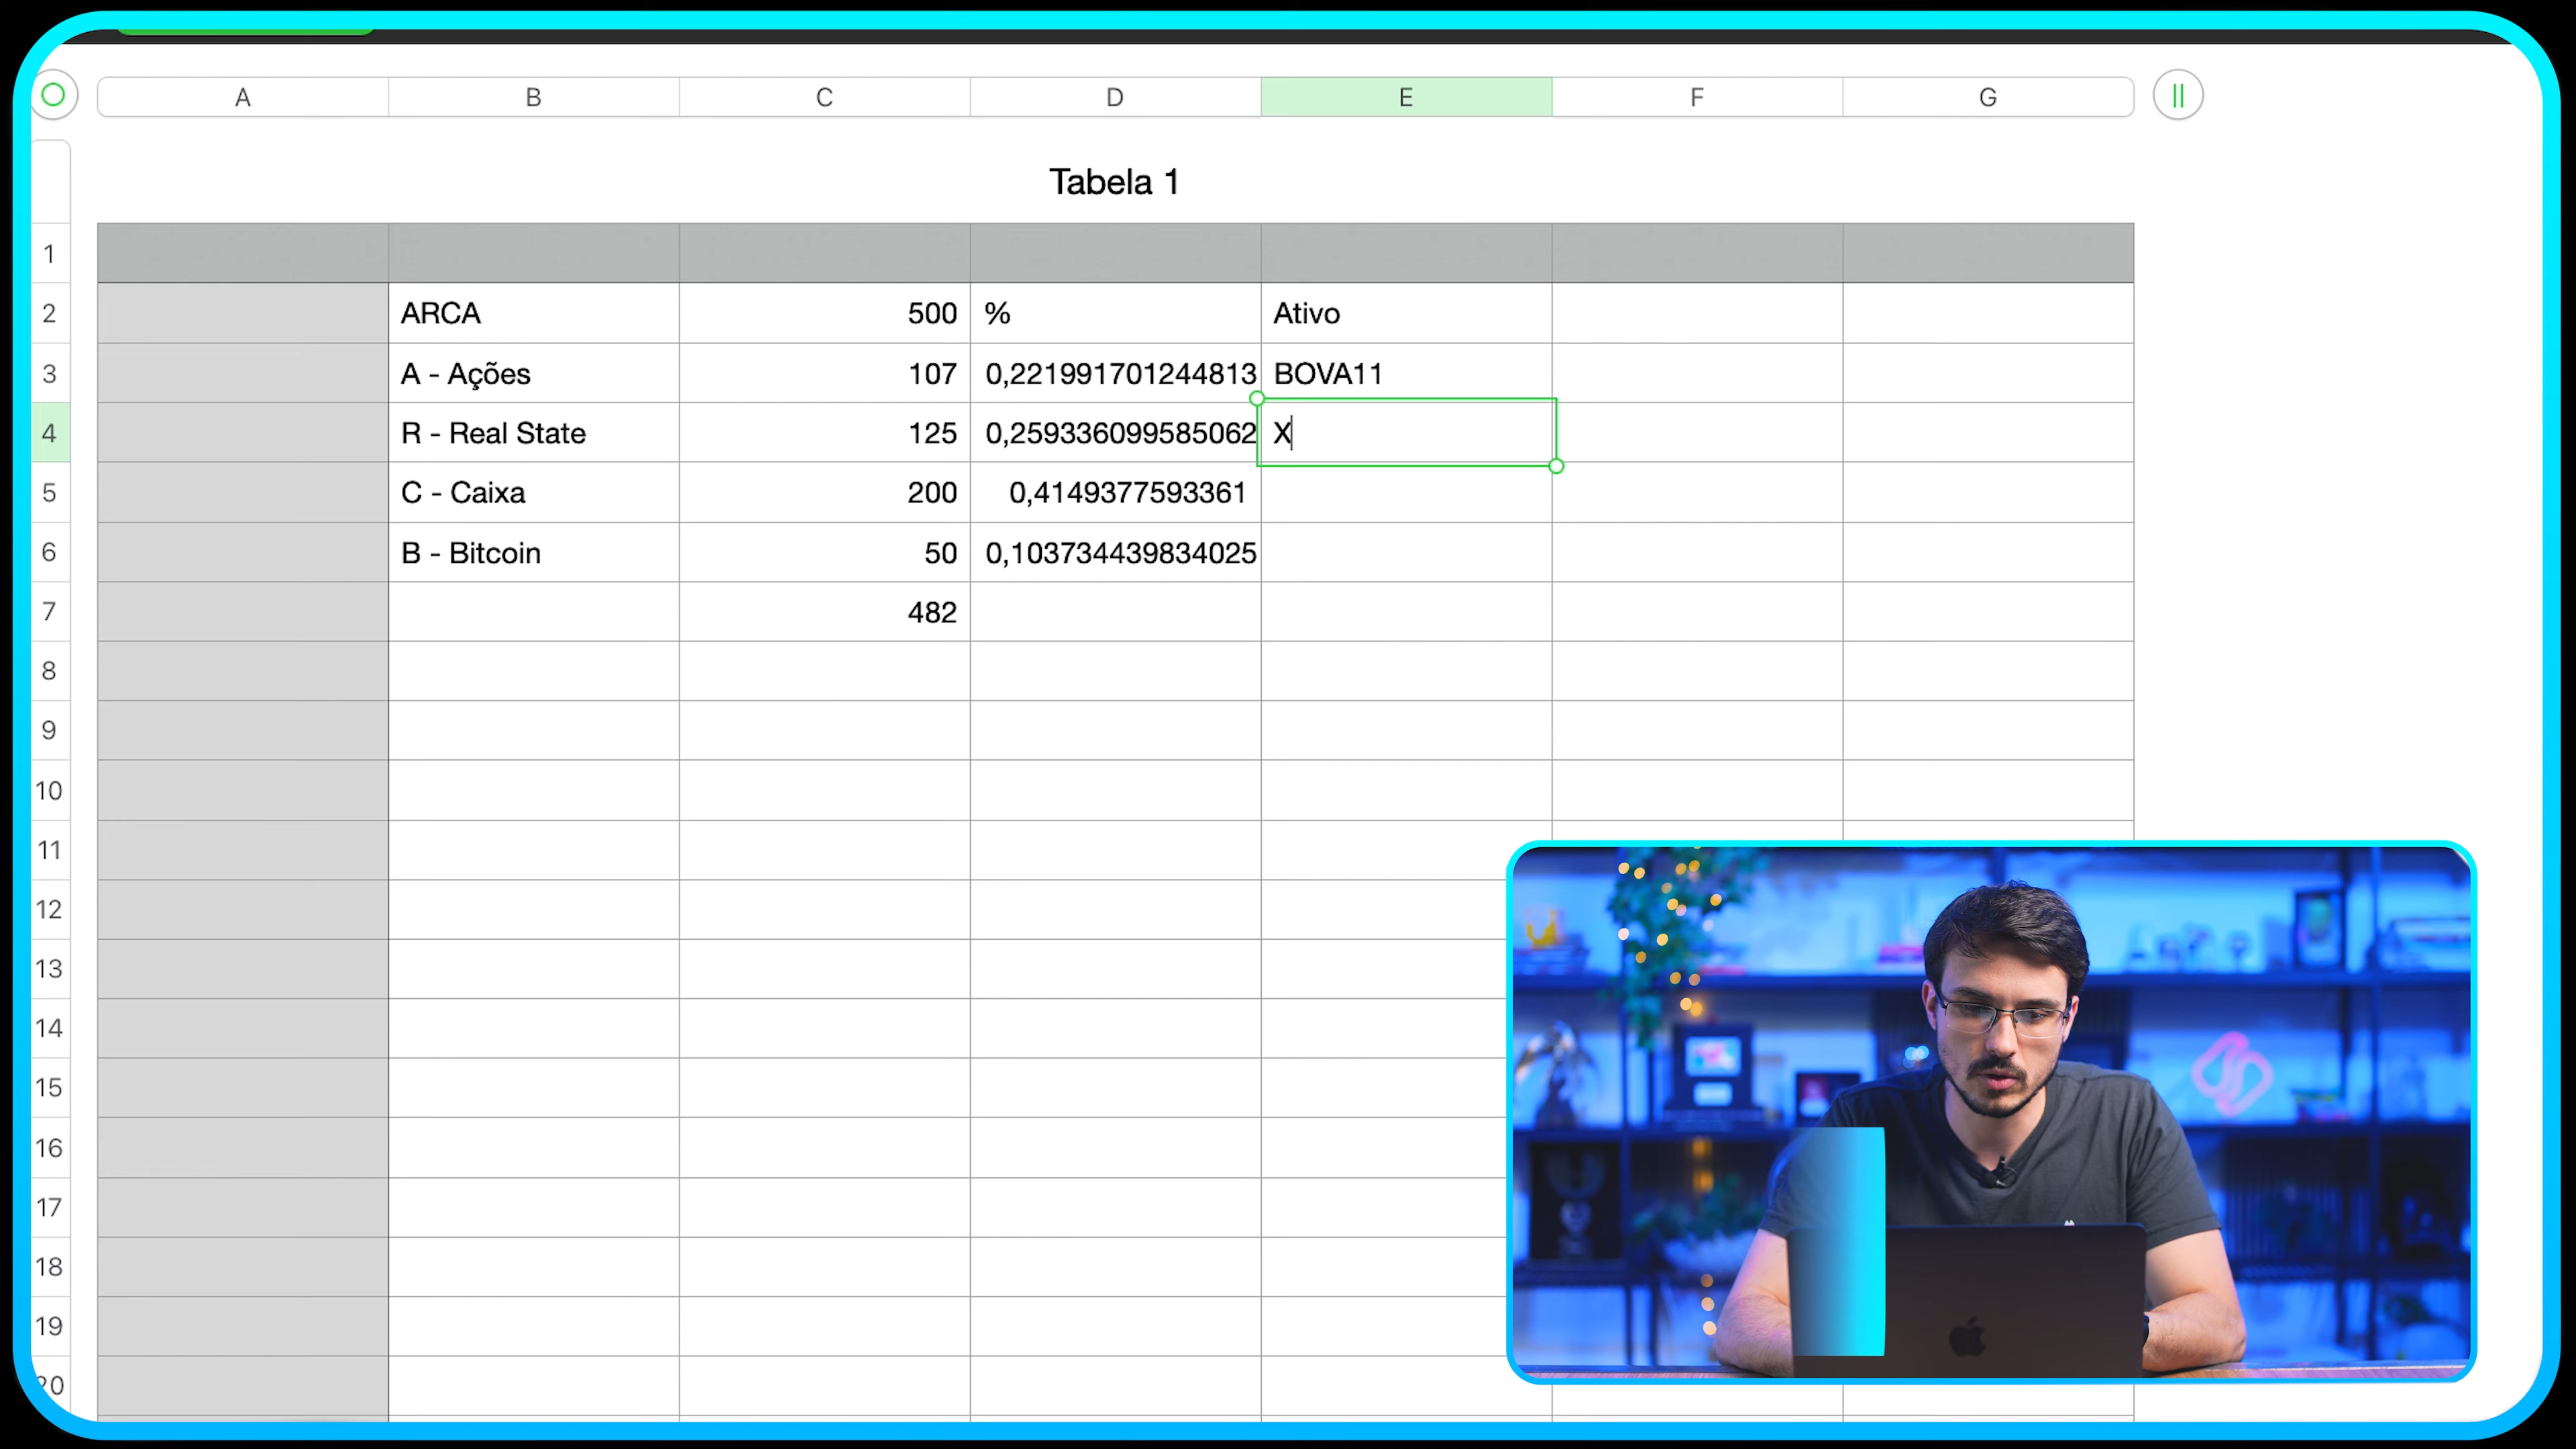 A B C D E F G
Tabela 1
1
2 ARCA 500 % Ativo
3 A - Ações 107 0,221991701244813 BOVA11
4 R - Real State 125 0,259336099585062 X
5 C - Caixa 200 0,4149377593361
6 B - Bitcoin 50 0,103734439834025
7 482
8
9
10
11
12
13
14
15
16
17
18
19
20